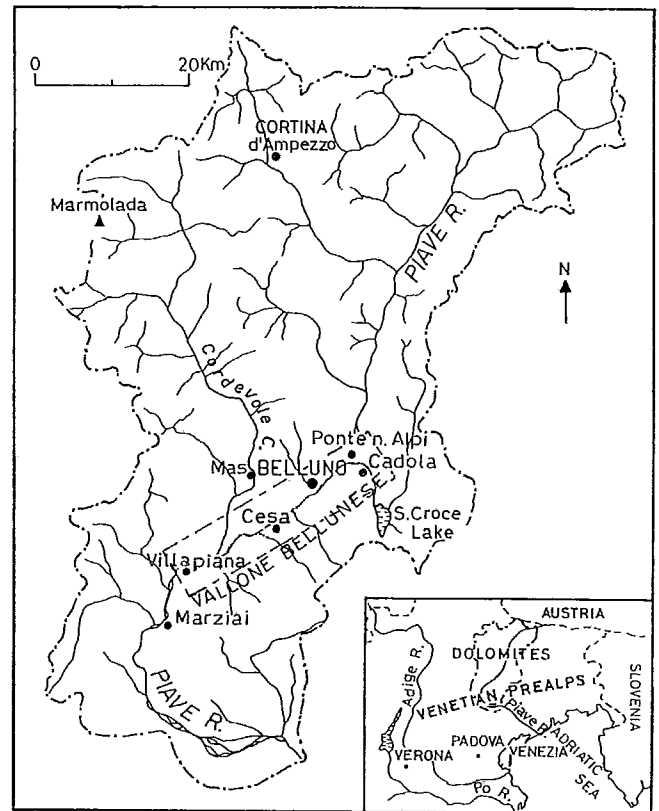 0 20Km
CORTINA
d'Ampezzo
Marmolada
PIAVE R.
N
Cordevole C.
Ponte n. Alpi
Mas
BELLUNO
Cadola
S. Croce
Lake
Cesa
VALLONE BELLUNESE
Villapiana
Marziai
PIAVE R.
AUSTRIA
DOLOMITES
SLOVENIA
Adige R.
VENETIAN PREALPS
Piave R.
ADRIATIC
SEA
PADOVA
VERONA
VENEZIA
Po R.